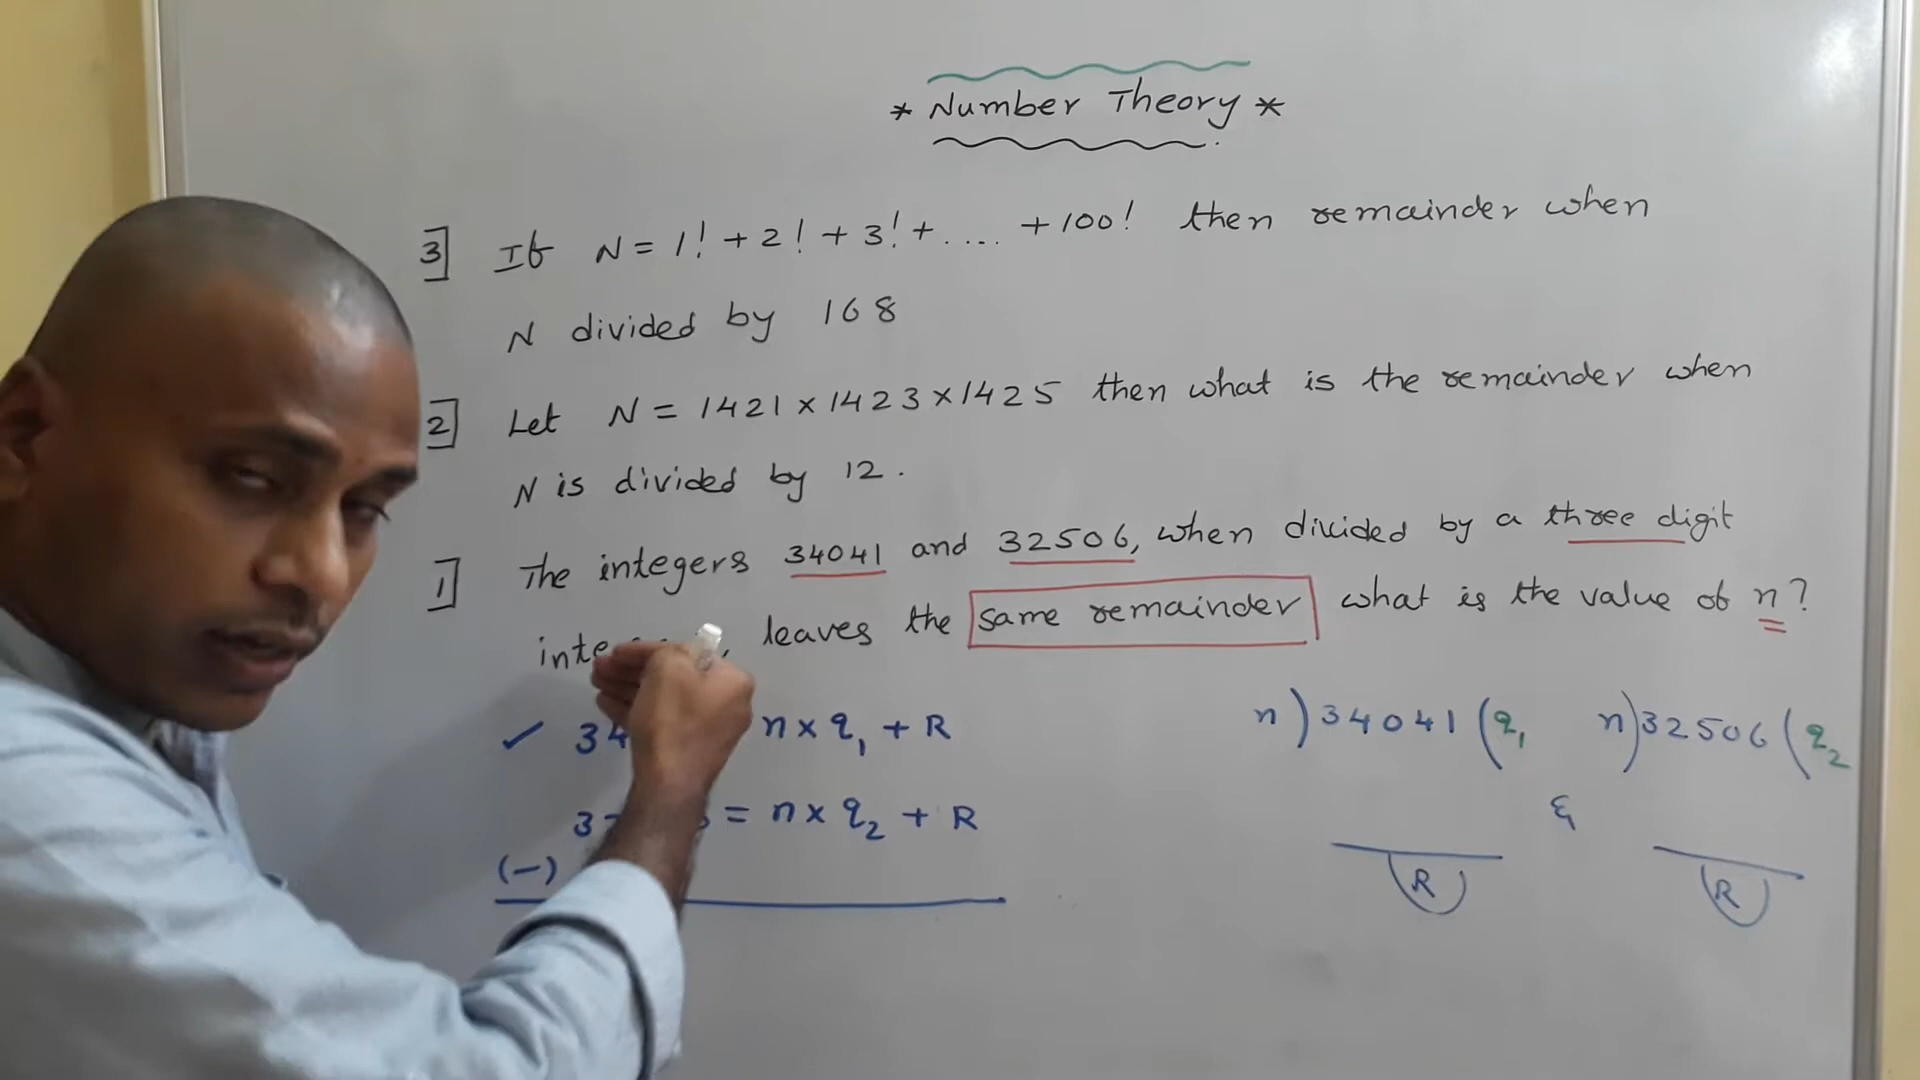 * Number Theory *
3] If N = 1! + 2! + 3! + .... + 100! then remainder when
N divided by 168
2] Let N = 1421 x 1423 x 1425 then what is the remainder when
N is divided by 12.
1] The integers 34041 and 32506, when divided by a three digit
leaves the same remainder what is the value of n?
✓ 34 n x q1 + R
= n x q2 + R
(-)
n ) 34041 ( q1
R
&
n ) 32506 ( q2
R